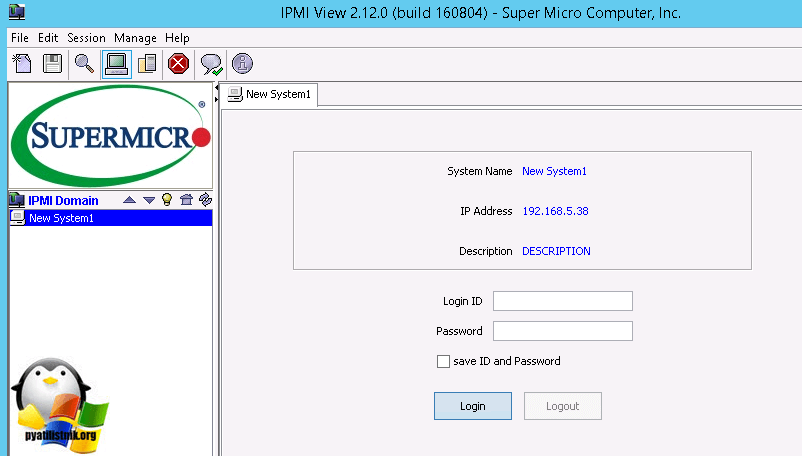 IPMI View 2.12.0 (build 160804) - Super Micro Computer, Inc.
File Edit Session Manage Help
New System1
SUPERMICR
®
IPMI Domain
New System1
System Name New System1
IP Address 192.168.5.38
Description DESCRIPTION
Login ID
Password
save ID and Password
Login Logout
pyatilistnik.org